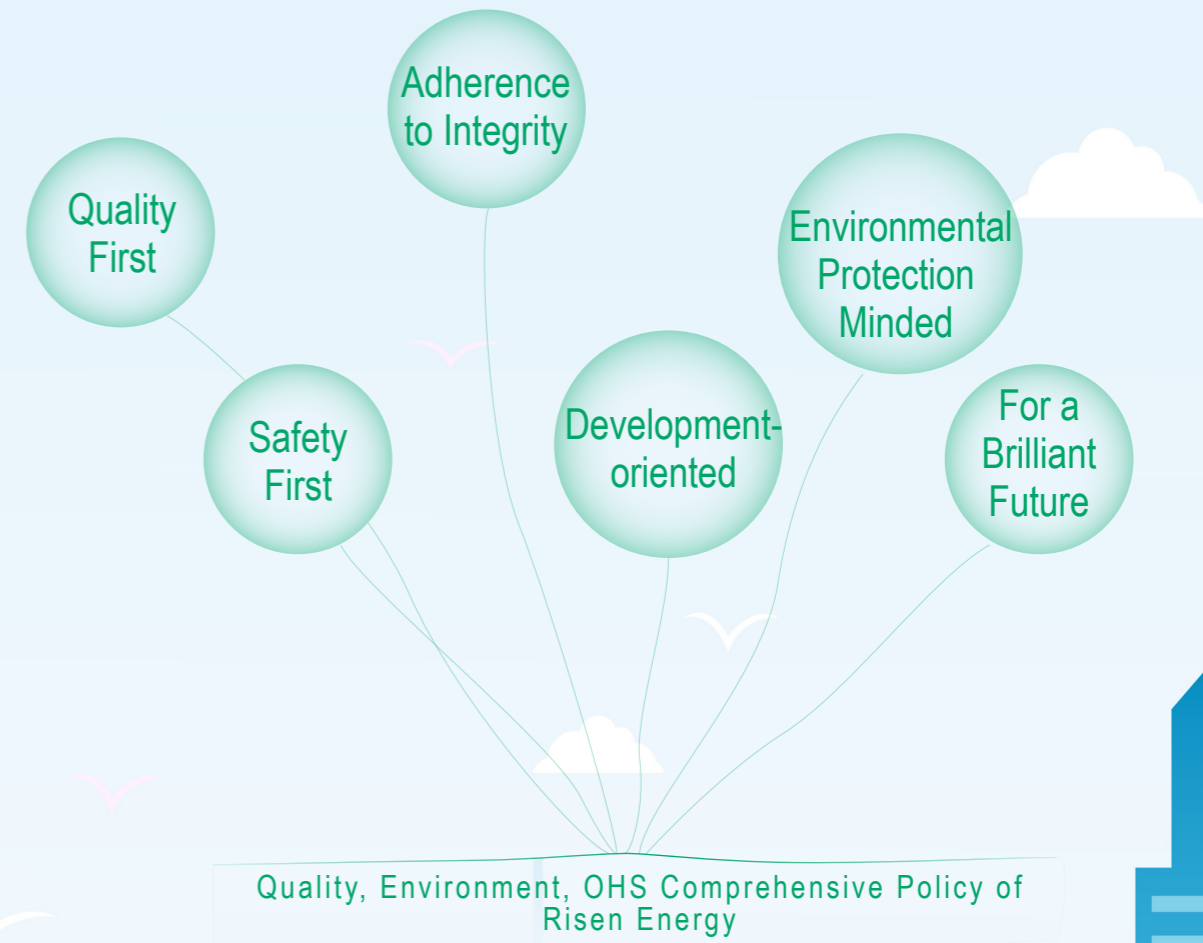 Adherence
to Integrity
Quality
First
Environmental
Protection
Minded
Safety
First
Development-
oriented
For a
Brilliant
Future
Quality, Environment, OHS Comprehensive Policy of
Risen Energy